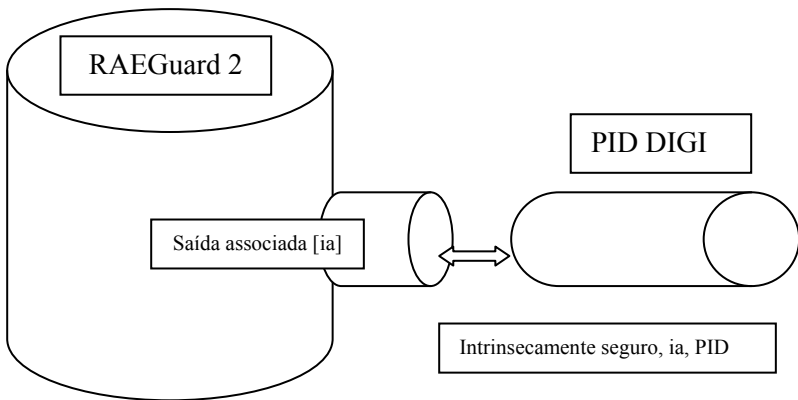 RAEGuard 2
PID DIGI
Saída associada [ia]
Intrinsecamente seguro, ia, PID